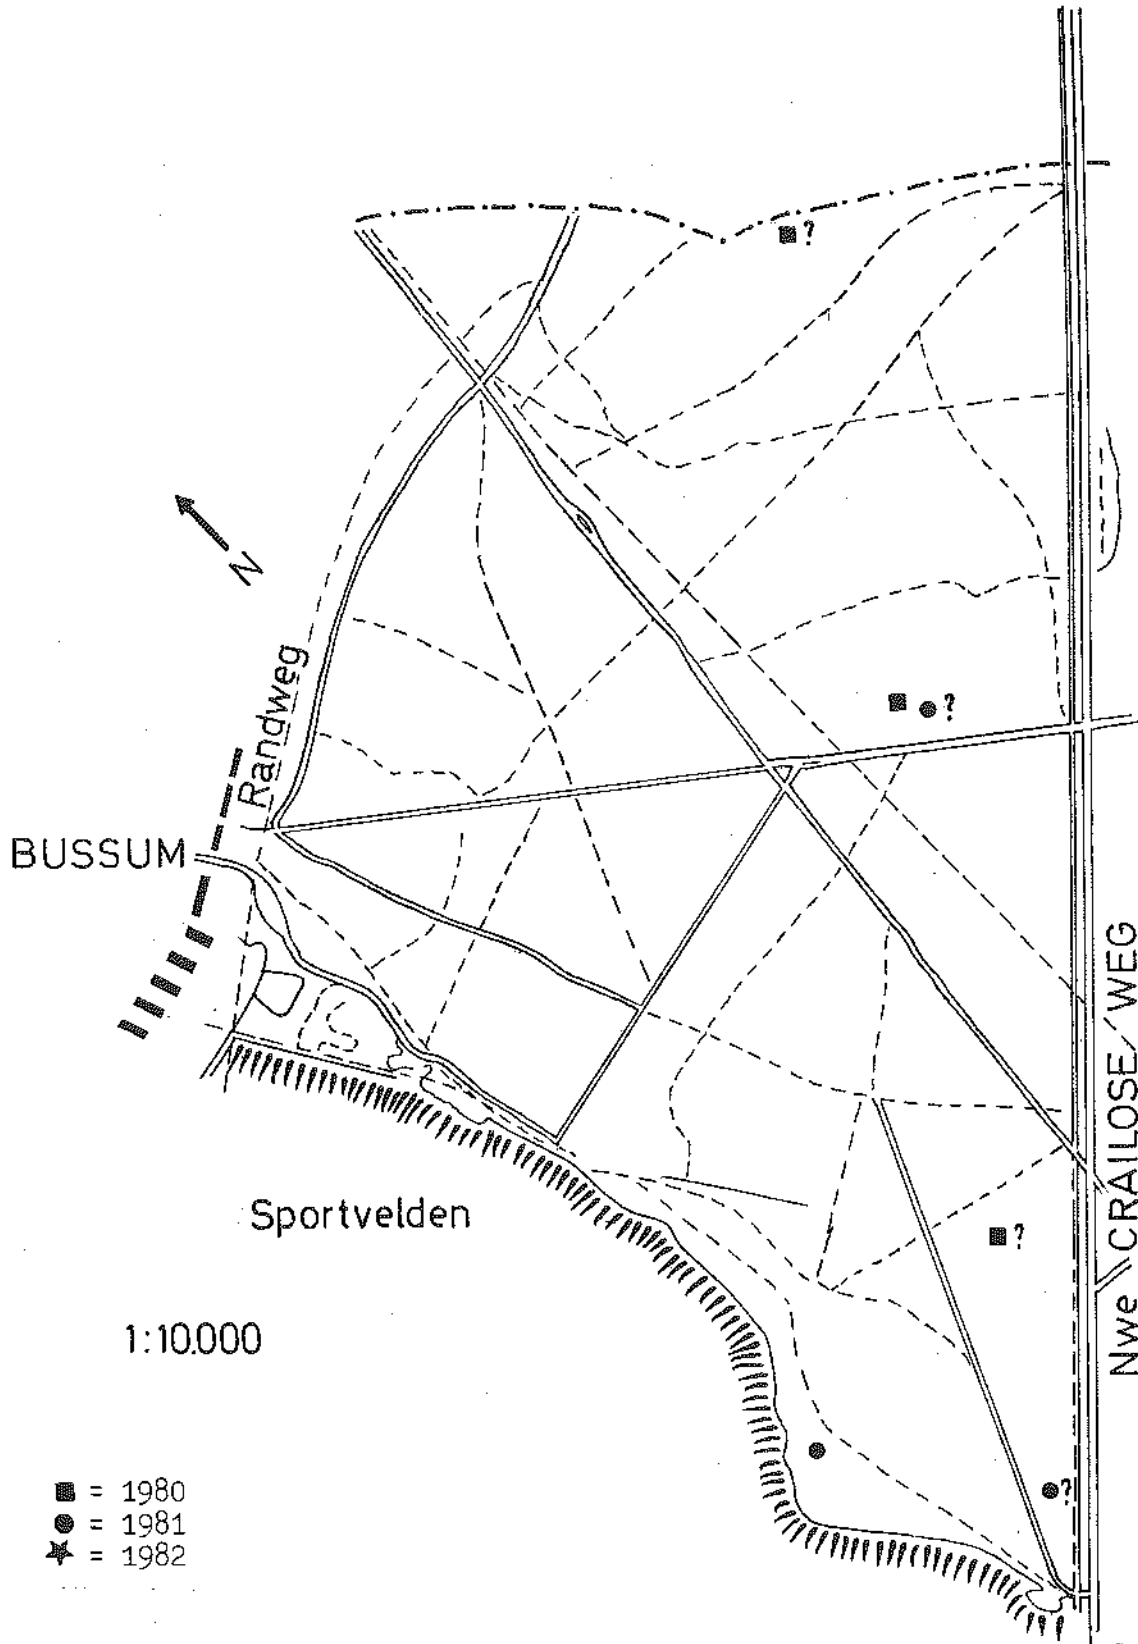 ?
N
Randweg
? 
BUSSUM
Nwe CRAILOSE WEG
Sportvelden
?
1:10.000
?
■ = 1980
● = 1981
★ = 1982